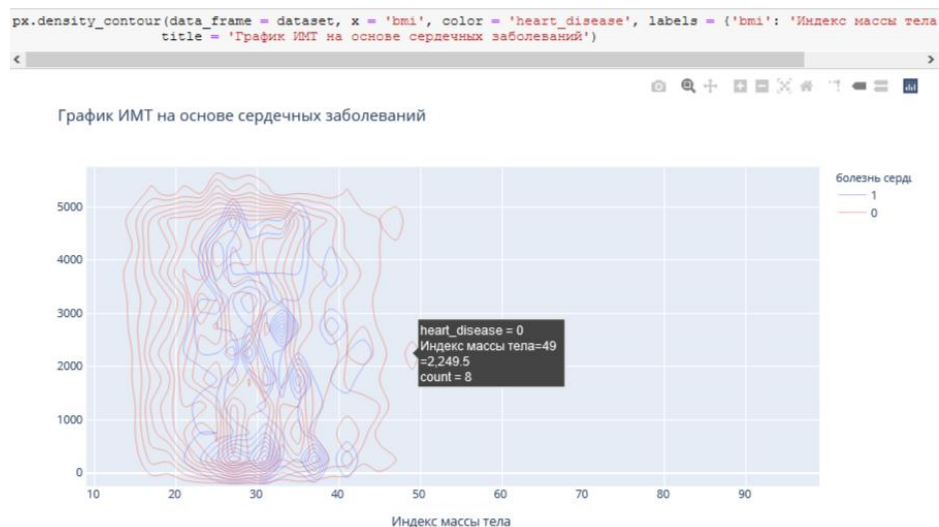 px.density_contour(data_frame = dataset, x = 'bmi', color = 'heart_disease', labels = {'bmi': 'Индекс массы тела
title = 'График ИМТ на основе сердечных заболеваний')
График ИМТ на основе сердечных заболеваний
болезнь сердц
1
0
5000
4000
3000
2000
1000
0
heart_disease = 0
Индекс массы тела=49
=2,249.5
count = 8
10 20 30 40 50 60 70 80 90
Индекс массы тела